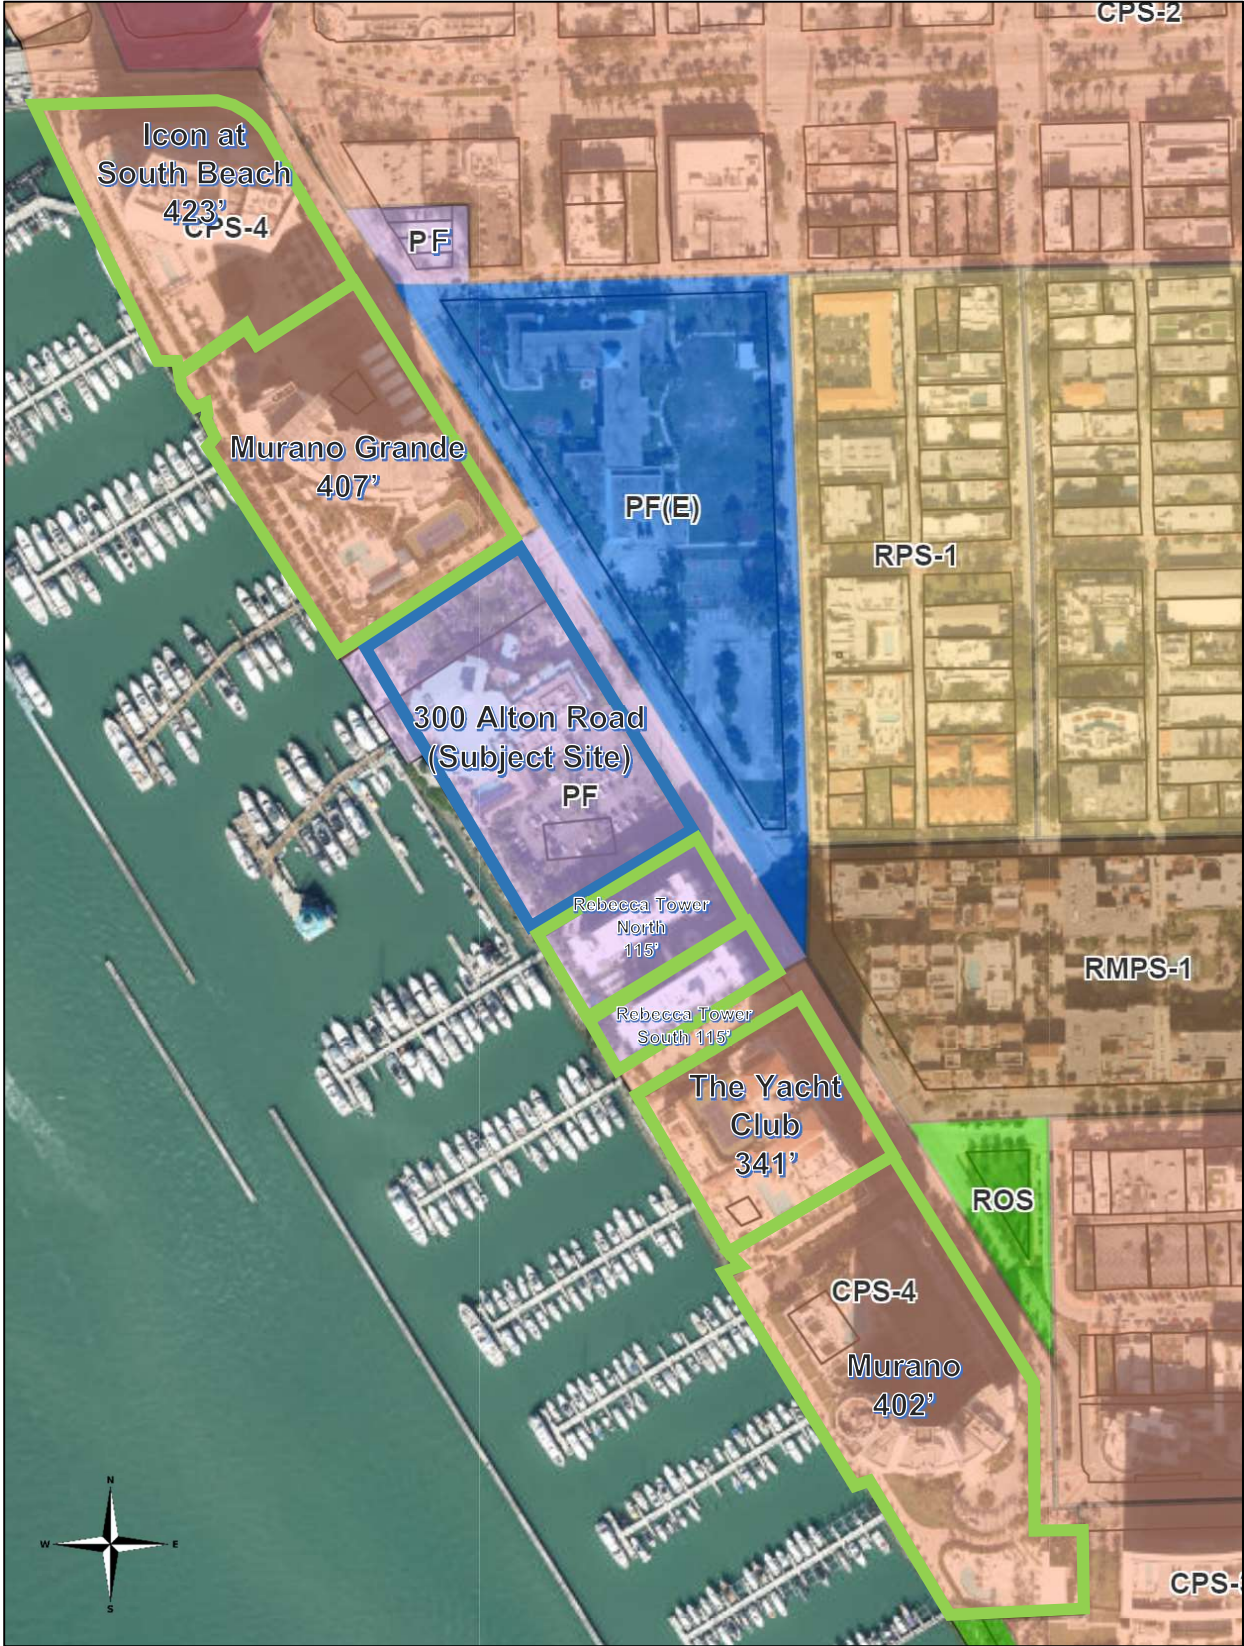 CPS-2
Icon at
South Beach
423’
CPS-4
PF
Murano Grande
407’
PF(E)
RPS-1
300 Alton Road
(Subject Site)
PF
Rebecca Tower
North
115’
RMPS-1
Rebecca Tower
South 115’
The Yacht
Club
341’
ROS
CPS-4
Murano
402’
N
W E
S
CPS-